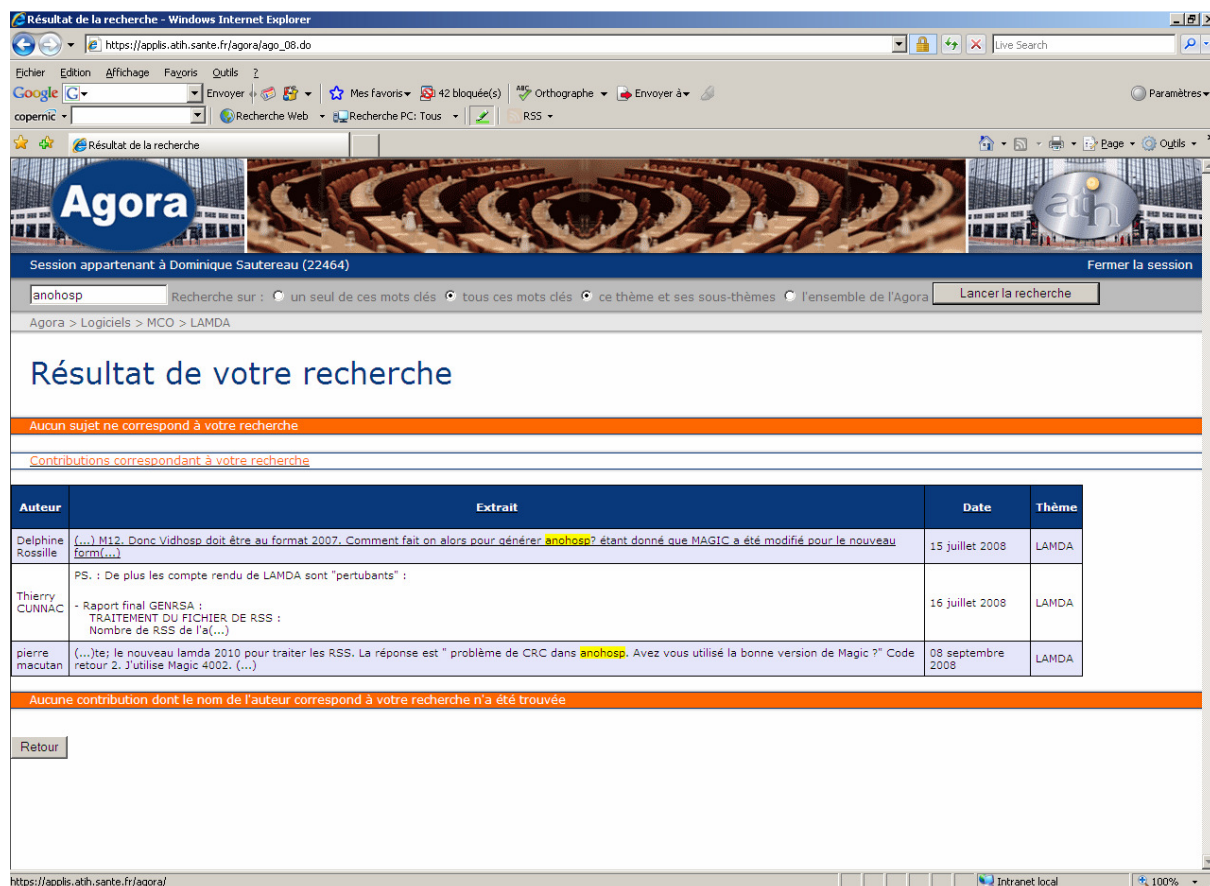 Résultat de la recherche - Windows Internet Explorer
https://applis.atih.sante.fr/agora/ago_08.do
Live Search
Fichier Edition Affichage Favoris Outils ?
Google G Envoyer Mes favoris 42 bloquée(s) ABC Orthographe Envoyer à Paramètres
copernic Recherche Web Recherche PC: Tous RSS
Résultat de la recherche Page Outils
Agora atih
Session appartenant à Dominique Sautereau (22464) Fermer la session
anohosp Recherche sur : un seul de ces mots clés tous ces mots clés ce thème et ses sous-thèmes l'ensemble de l'Agora Lancer la recherche
Agora > Logiciels > MCO > LAMDA
Résultat de votre recherche
Aucun sujet ne correspond à votre recherche
Contributions correspondant à votre recherche
Auteur Extrait Date Thème
Delphine Rossille (...) M12. Donc Vidhosp doit être au format 2007. Comment fait on alors pour générer anohosp? étant donné que MAGIC a été modifié pour le nouveau
form(...) 15 juillet 2008 LAMDA
Thierry CUNNAC PS. : De plus les compte rendu de LAMDA sont "pertubants" :
- Raport final GENRSA :
TRAITEMENT DU FICHIER DE RSS :
Nombre de RSS de l'a(...) 16 juillet 2008 LAMDA
pierre macutan (...)te; le nouveau lamda 2010 pour traiter les RSS. La réponse est " problème de CRC dans anohosp. Avez vous utilisé la bonne version de Magic ?" Code
retour 2. J'utilise Magic 4002. (...) 08 septembre 2008 LAMDA
Aucune contribution dont le nom de l'auteur correspond à votre recherche n'a été trouvée
Retour
https://applis.atih.sante.fr/agora/ Intranet local 100%